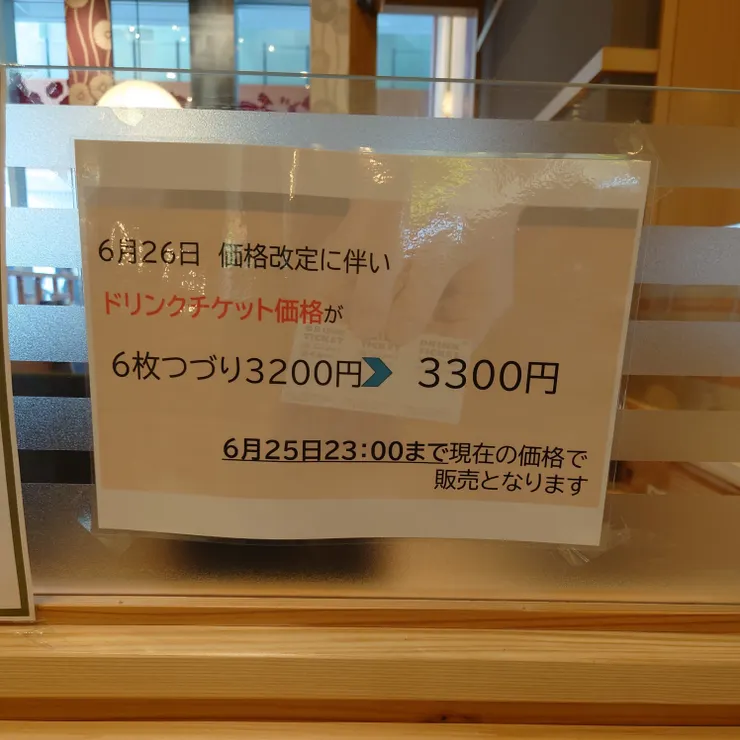 6月26日 価格改定に伴い
ドリンクチケット価格が
6枚つづり3200円 3300円
6月25日23:00まで現在の価格で
販売となります